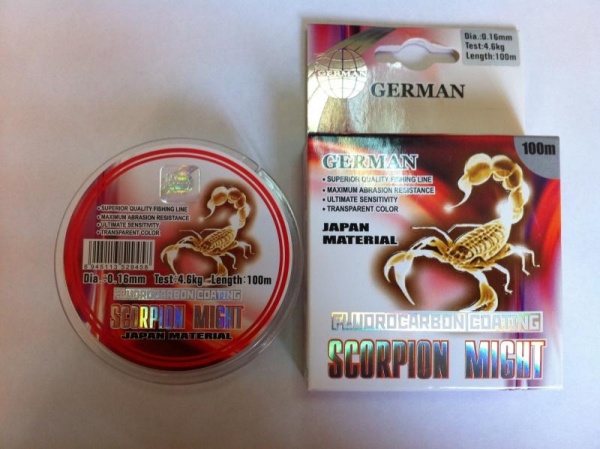 Dia.:0.16mm
Test:4.6kg
Length:100m
GERMAN
GERMAN
100m
GERMAN
• SUPERIOR QUALITY FISHING LINE
• MAXIMUM ABRASION RESISTANCE
• ULTIMATE SENSITIVITY
• TRANSPARENT COLOR
JAPAN
MATERIAL
FLUOROCARBON COATING
SCORPION MIGHT
• SUPERIOR QUALITY FISHING LINE
• MAXIMUM ABRASION RESISTANCE
• ULTIMATE SENSITIVITY
• TRANSPARENT COLOR
Dia.:0.16mm Test:4.6kg Length:100m
FLUOROCARBON COATING
SCORPION MIGHT
JAPAN MATERIAL